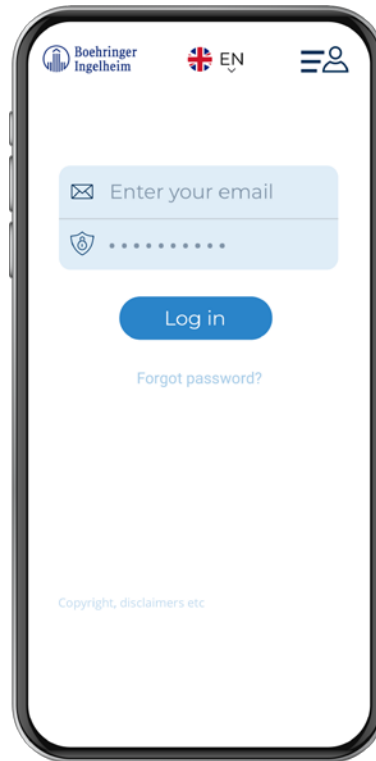 Boehringer
Ingelheim
EN
Enter your email
Log in
Forgot password?
Copyright, disclaimers etc